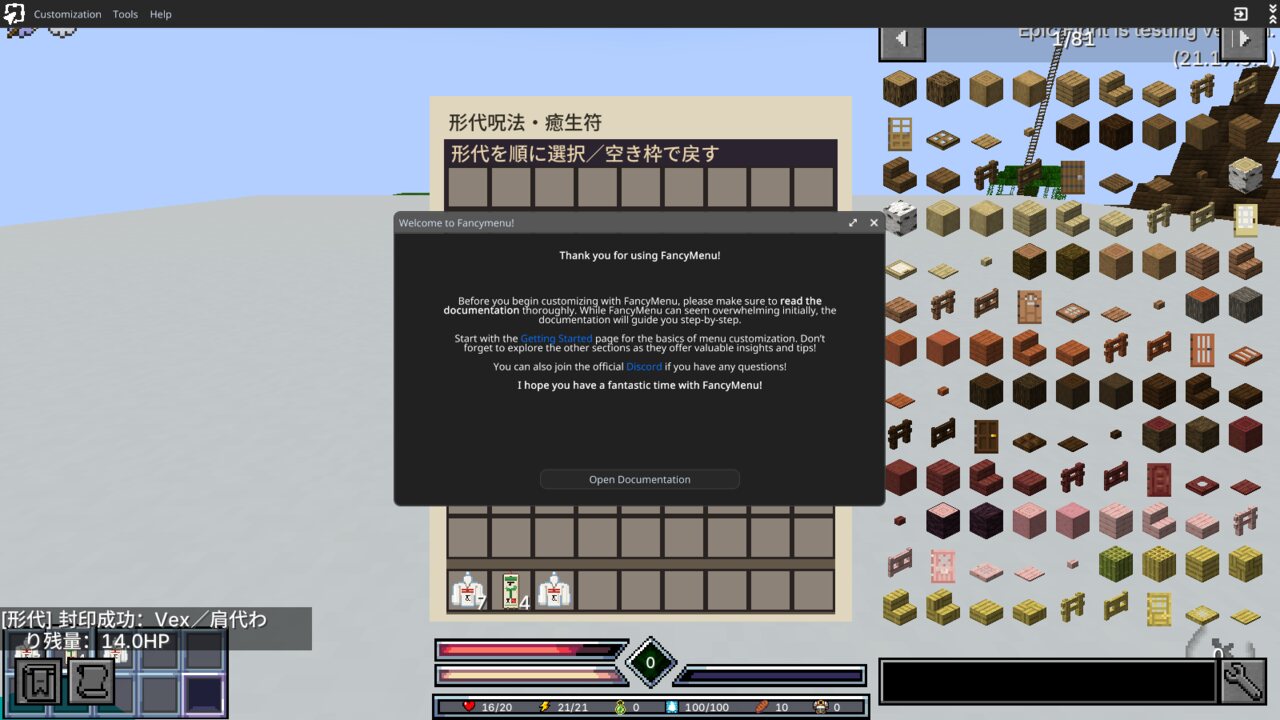 Customization Tools Help
Epic Fight is testing ve
1/81
形代呪法・癒生符
形代を順に選択／空き枠で戻す
Welcome to Fancymenu!
Thank you for using FancyMenu!
Before you begin customizing with FancyMenu, please make sure to read the
documentation thoroughly. While FancyMenu can seem overwhelming initially, the
documentation will guide you step-by-step.
Start with the Getting Started page for the basics of menu customization. Don't
forget to explore the other sections as they offer valuable insights and tips!
You can also join the official Discord if you have any questions!
I hope you have a fantastic time with FancyMenu!
Open Documentation
7 4
[形代] 封印成功: Vex／肩代わ
り残量: 14.0HP
0
16/20 21/21 0 100/100 10 0